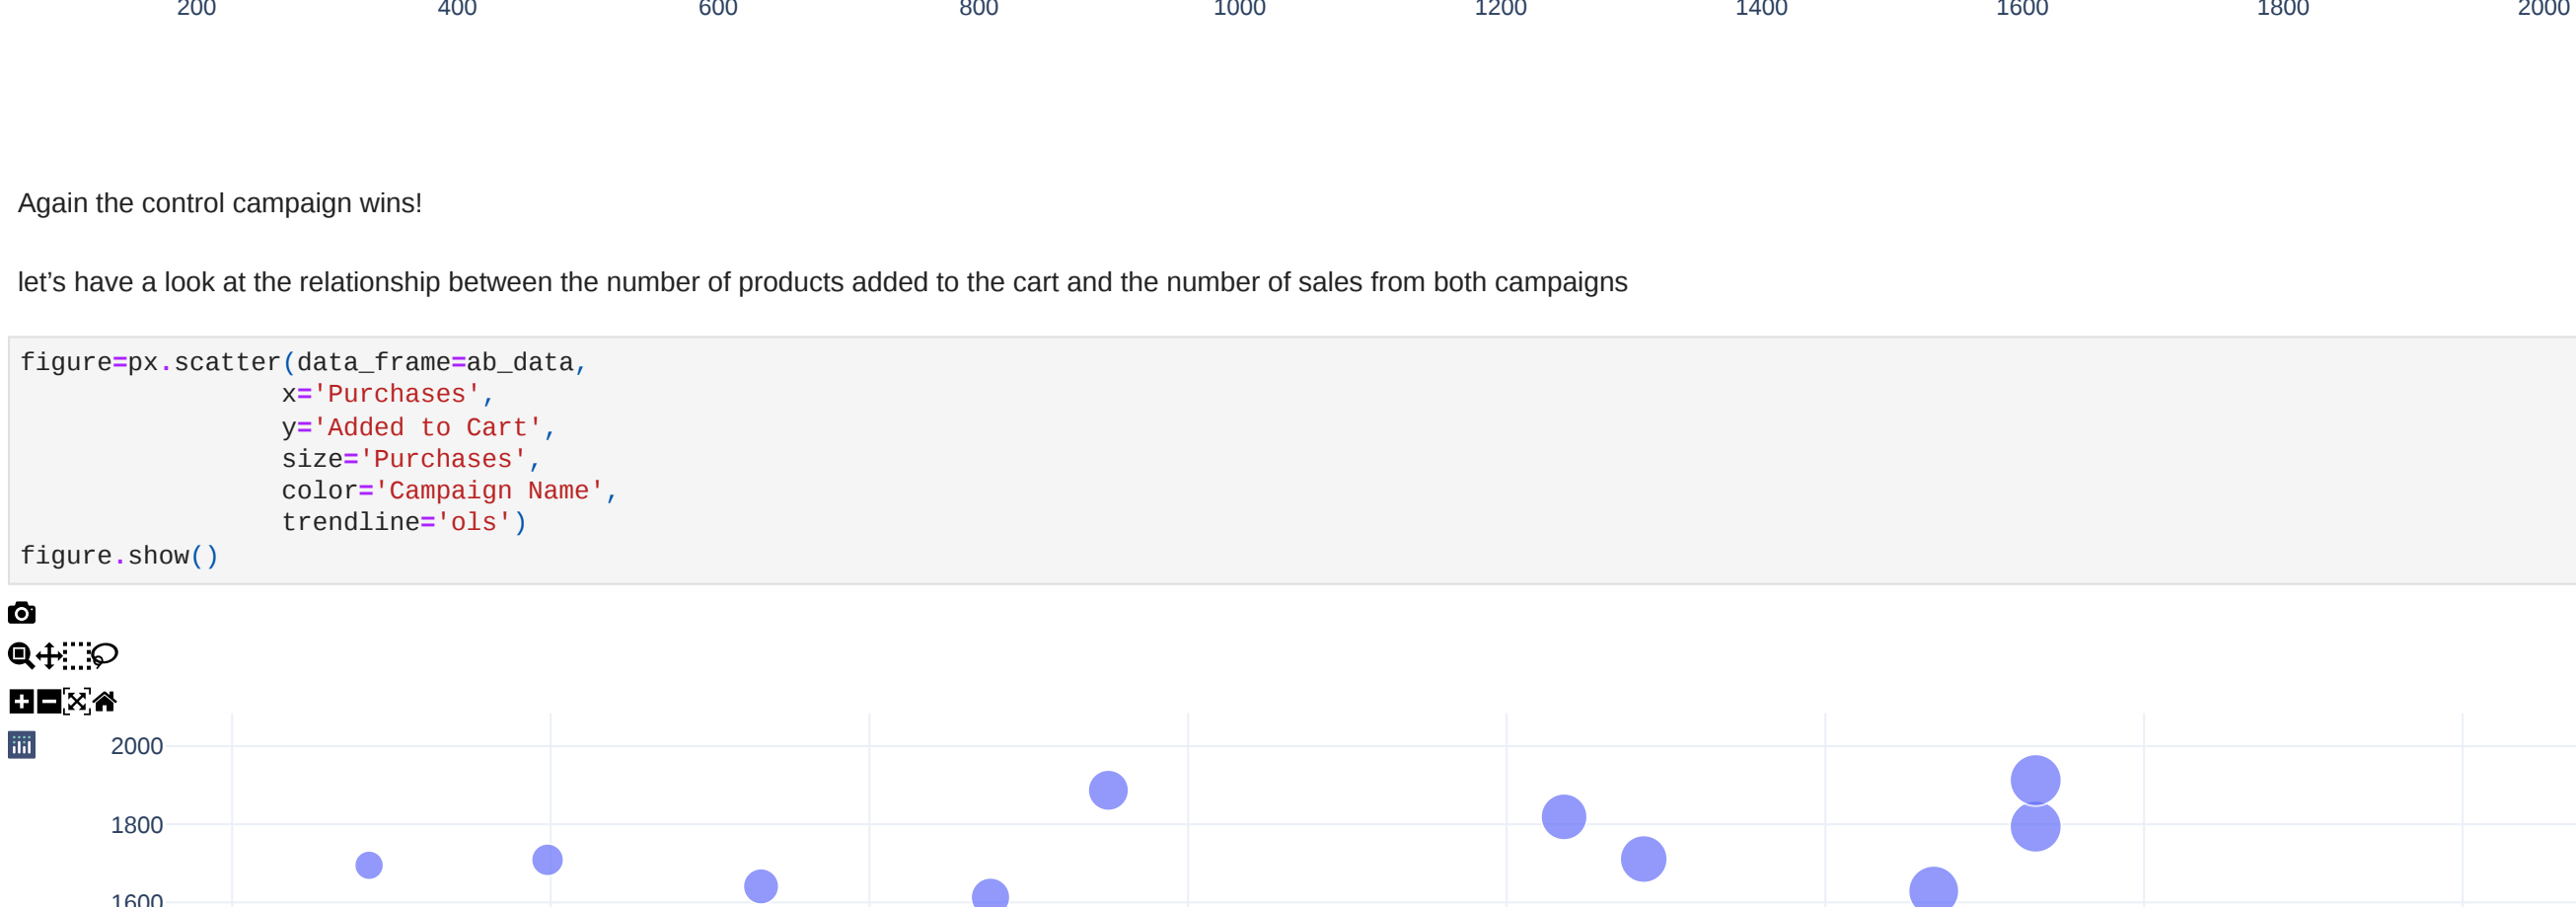 200 400 600 800 1000 1200 1400 1600 1800 2000
Again the control campaign wins!
let’s have a look at the relationship between the number of products added to the cart and the number of sales from both campaigns
figure=px.scatter(data_frame=ab_data,
x='Purchases',
y='Added to Cart',
size='Purchases',
color='Campaign Name',
trendline='ols')
figure.show()
2000
1800
1600